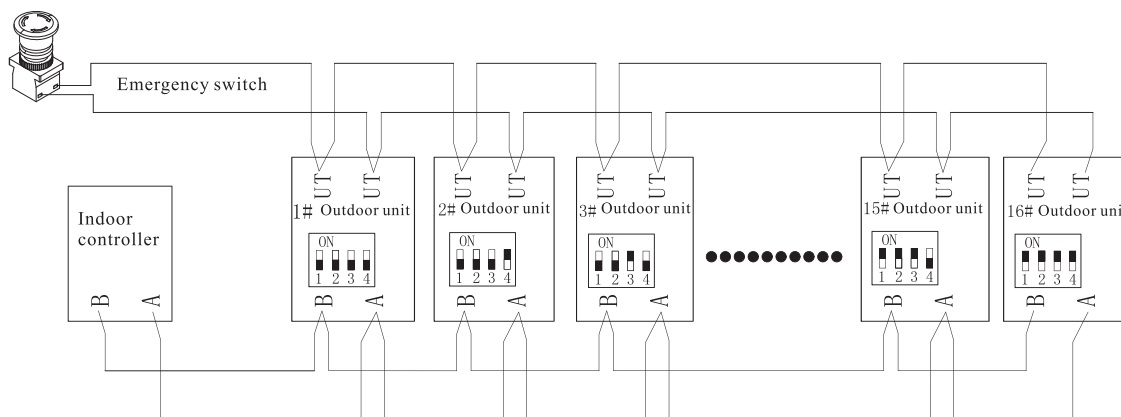 Emergency switch
Indoor
controller
B A
UT UT
1# Outdoor unit
ON
1 2 3 4
B A
UT UT
2# Outdoor unit
ON
1 2 3 4
B A
UT UT
3# Outdoor unit
ON
1 2 3 4
B A
UT UT
15# Outdoor unit
ON
1 2 3 4
B A
UT UT
16# Outdoor unit
ON
1 2 3 4
B A